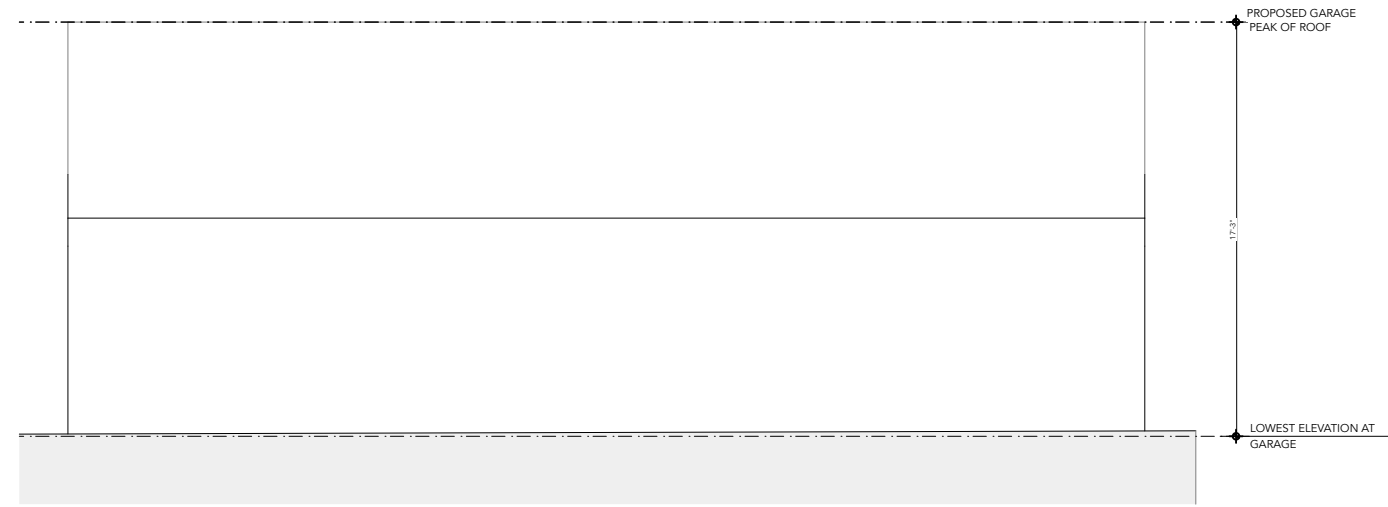 PROPOSED GARAGE
PEAK OF ROOF
17'-3"
LOWEST ELEVATION AT
GARAGE